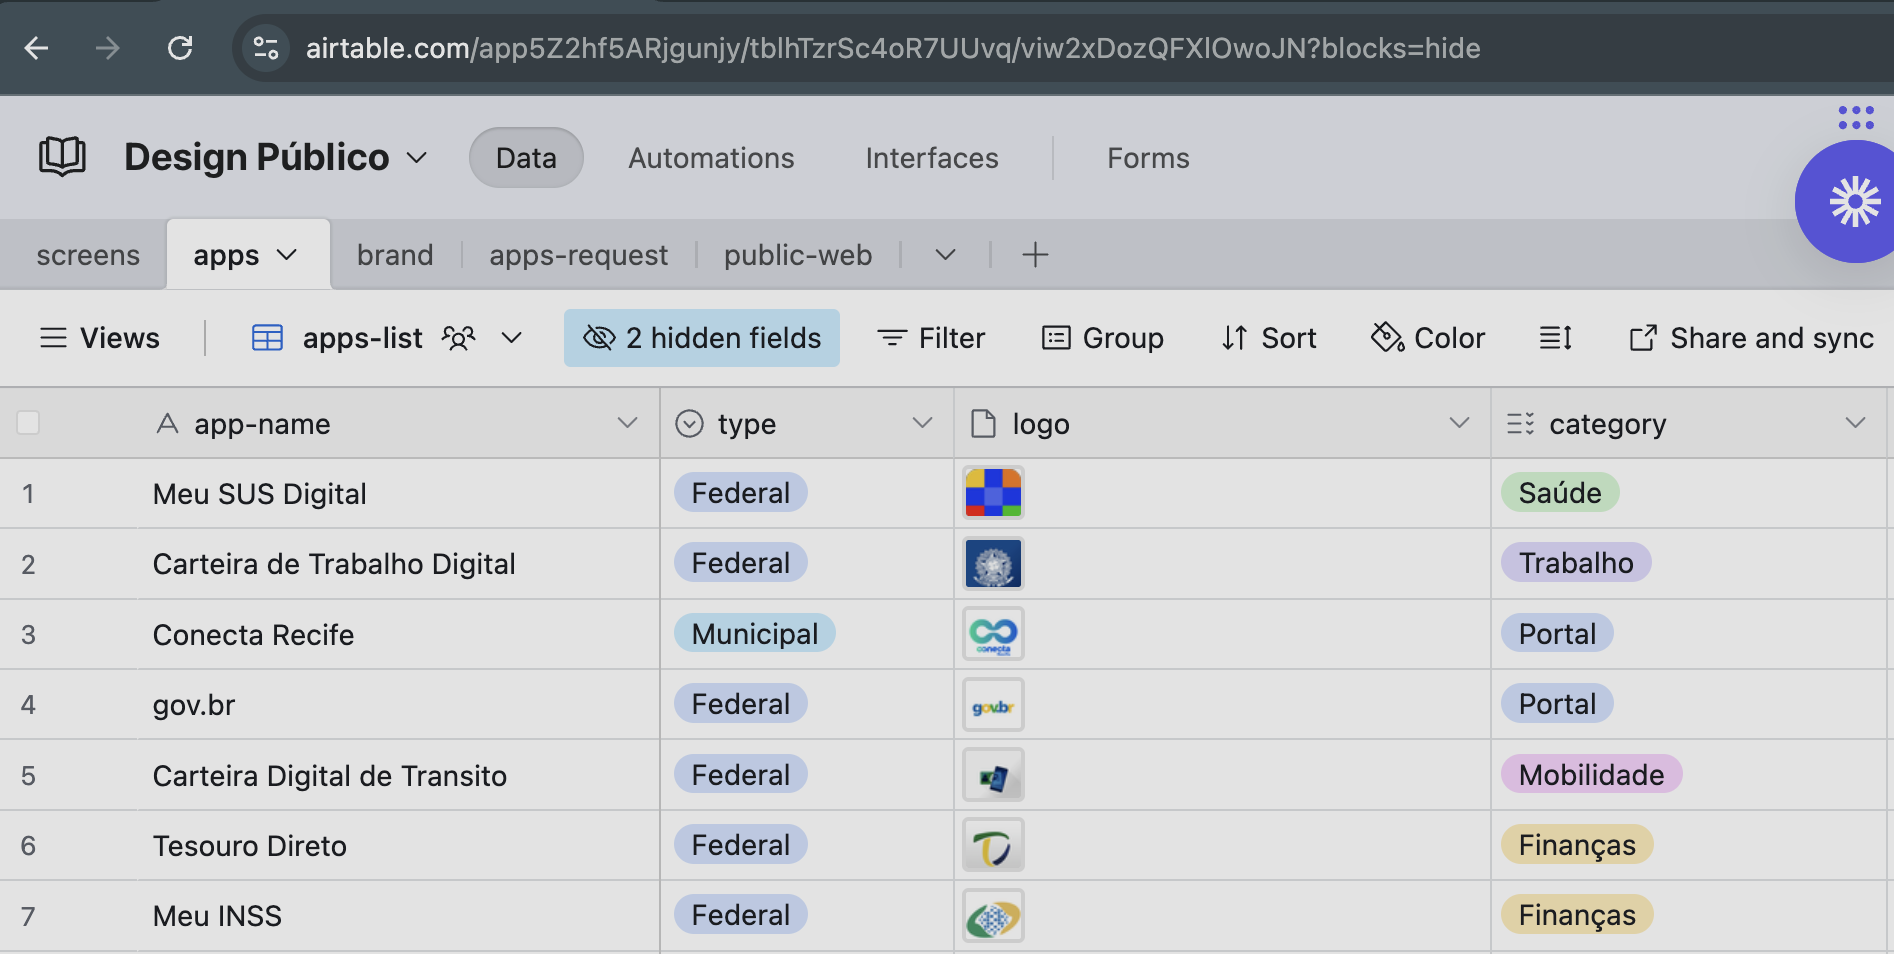 airtable.com/app5Z2hf5ARjgunjy/tblhTzrSc4oR7UUvq/viw2xDozQFXlOwoJN?blocks=hide
Design Público Data Automations Interfaces Forms
screens apps brand apps-request public-web
Views apps-list 2 hidden fields Filter Group Sort Color Share and sync
app-name type logo category
1 Meu SUS Digital Federal Saúde
2 Carteira de Trabalho Digital Federal Trabalho
3 Conecta Recife Municipal conecta Portal
4 gov.br Federal gov.br Portal
5 Carteira Digital de Transito Federal Mobilidade
6 Tesouro Direto Federal Finanças
7 Meu INSS Federal Finanças